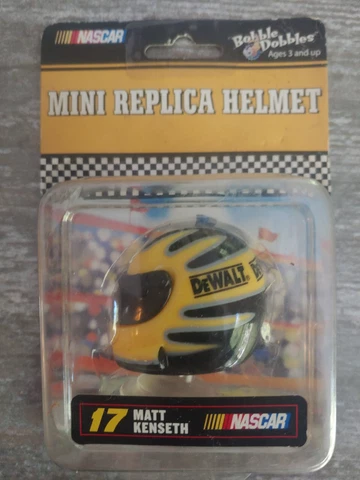 NASCAR
Bobble Dobbles
Ages 3 and up
MINI REPLICA HELMET
DEWALT
17 MATT KENSETH
NASCAR